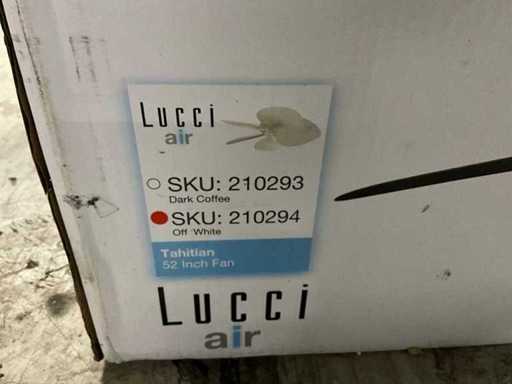 Lucci
air
SKU: 210293
Dark Coffee
SKU: 210294
Off White
Tahitian
52 Inch Fan
Lucci
air